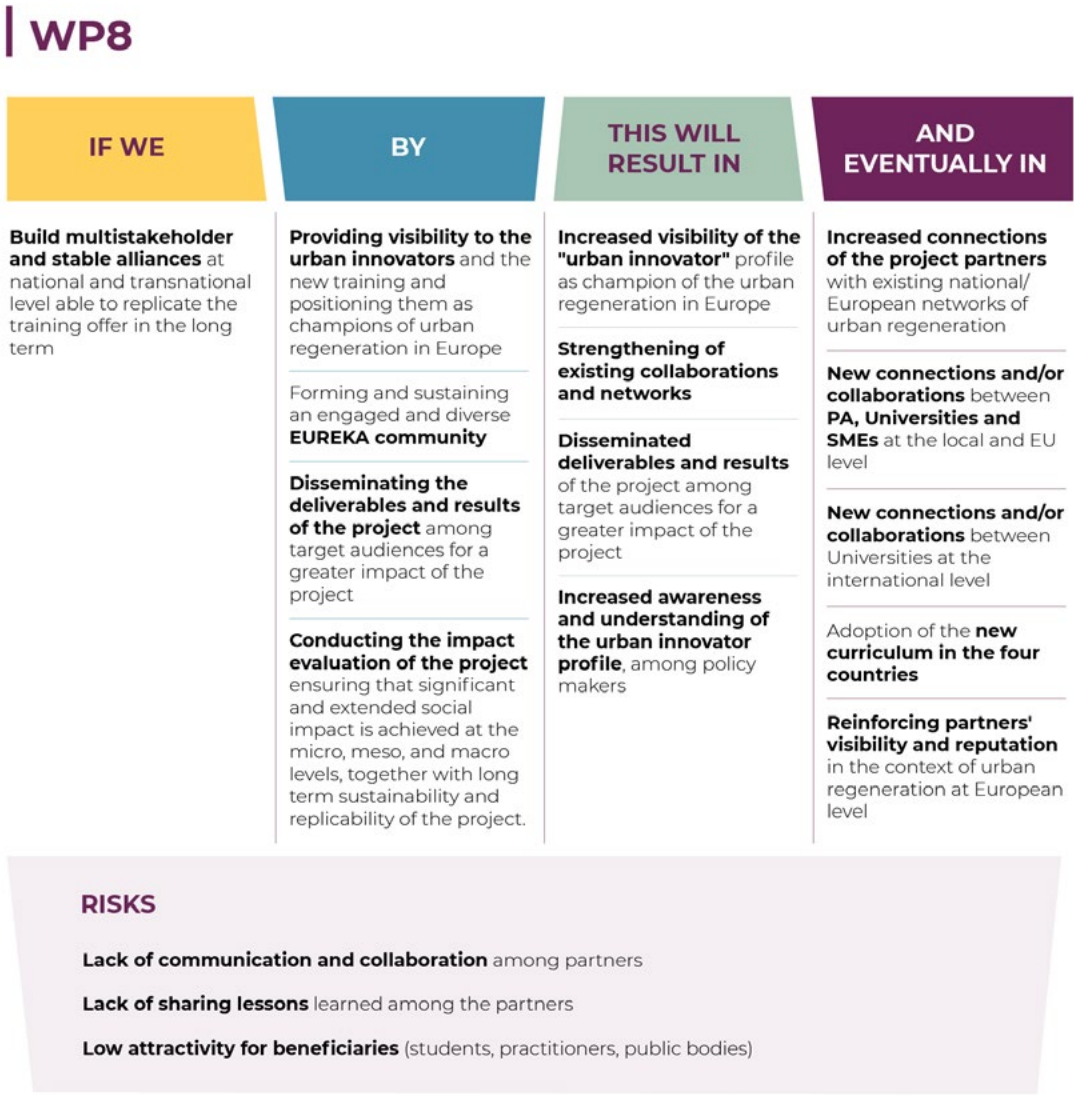 WP8
IF WE
Build multistakeholder
and stable alliances at
national and transnational
level able to replicate the
training offer in the long
term
BY
Providing visibility to the
urban innovators and the
new training and
positioning them as
champions of urban
regeneration in Europe
Forming and sustaining
an engaged and diverse
EUREKA community
Disseminating the
deliverables and results
of the project among
target audiences for a
greater impact of the
project
Conducting the impact
evaluation of the project
ensuring that significant
and extended social
impact is achieved at the
micro, meso, and macro
levels, together with long
term sustainability and
replicability of the project.
THIS WILL
RESULT IN
Increased visibility of the
"urban innovator" profile
as champion of the urban
regeneration in Europe
Strengthening of
existing collaborations
and networks
Disseminated
deliverables and results
of the project among
target audiences for a
greater impact of the
project
Increased awareness
and understanding of
the urban innovator
profile, among policy
makers
AND
EVENTUALLY IN
Increased connections
of the project partners
with existing national/
European networks of
urban regeneration
New connections and/or
collaborations between
PA, Universities and
SMEs at the local and EU
level
New connections and/or
collaborations between
Universities at the
international level
Adoption of the new
curriculum in the four
countries
Reinforcing partners'
visibility and reputation
in the context of urban
regeneration at European
level
RISKS
Lack of communication and collaboration among partners
Lack of sharing lessons learned among the partners
Low attractivity for beneficiaries (students, practitioners, public bodies)